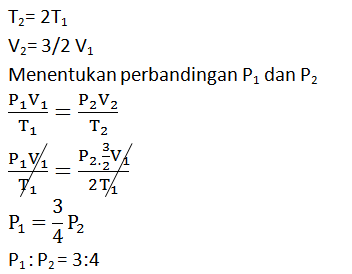 T₂= 2T₁
V₂= 3/2 V₁
Menentukan perbandingan P₁ dan P₂
P₁V₁/T₁ = P₂V₂/T₂
P₁V₁/T₁ = P₂.3/2V₁/2T₁
P₁ = 3/4 P₂
P₁ : P₂ = 3:4